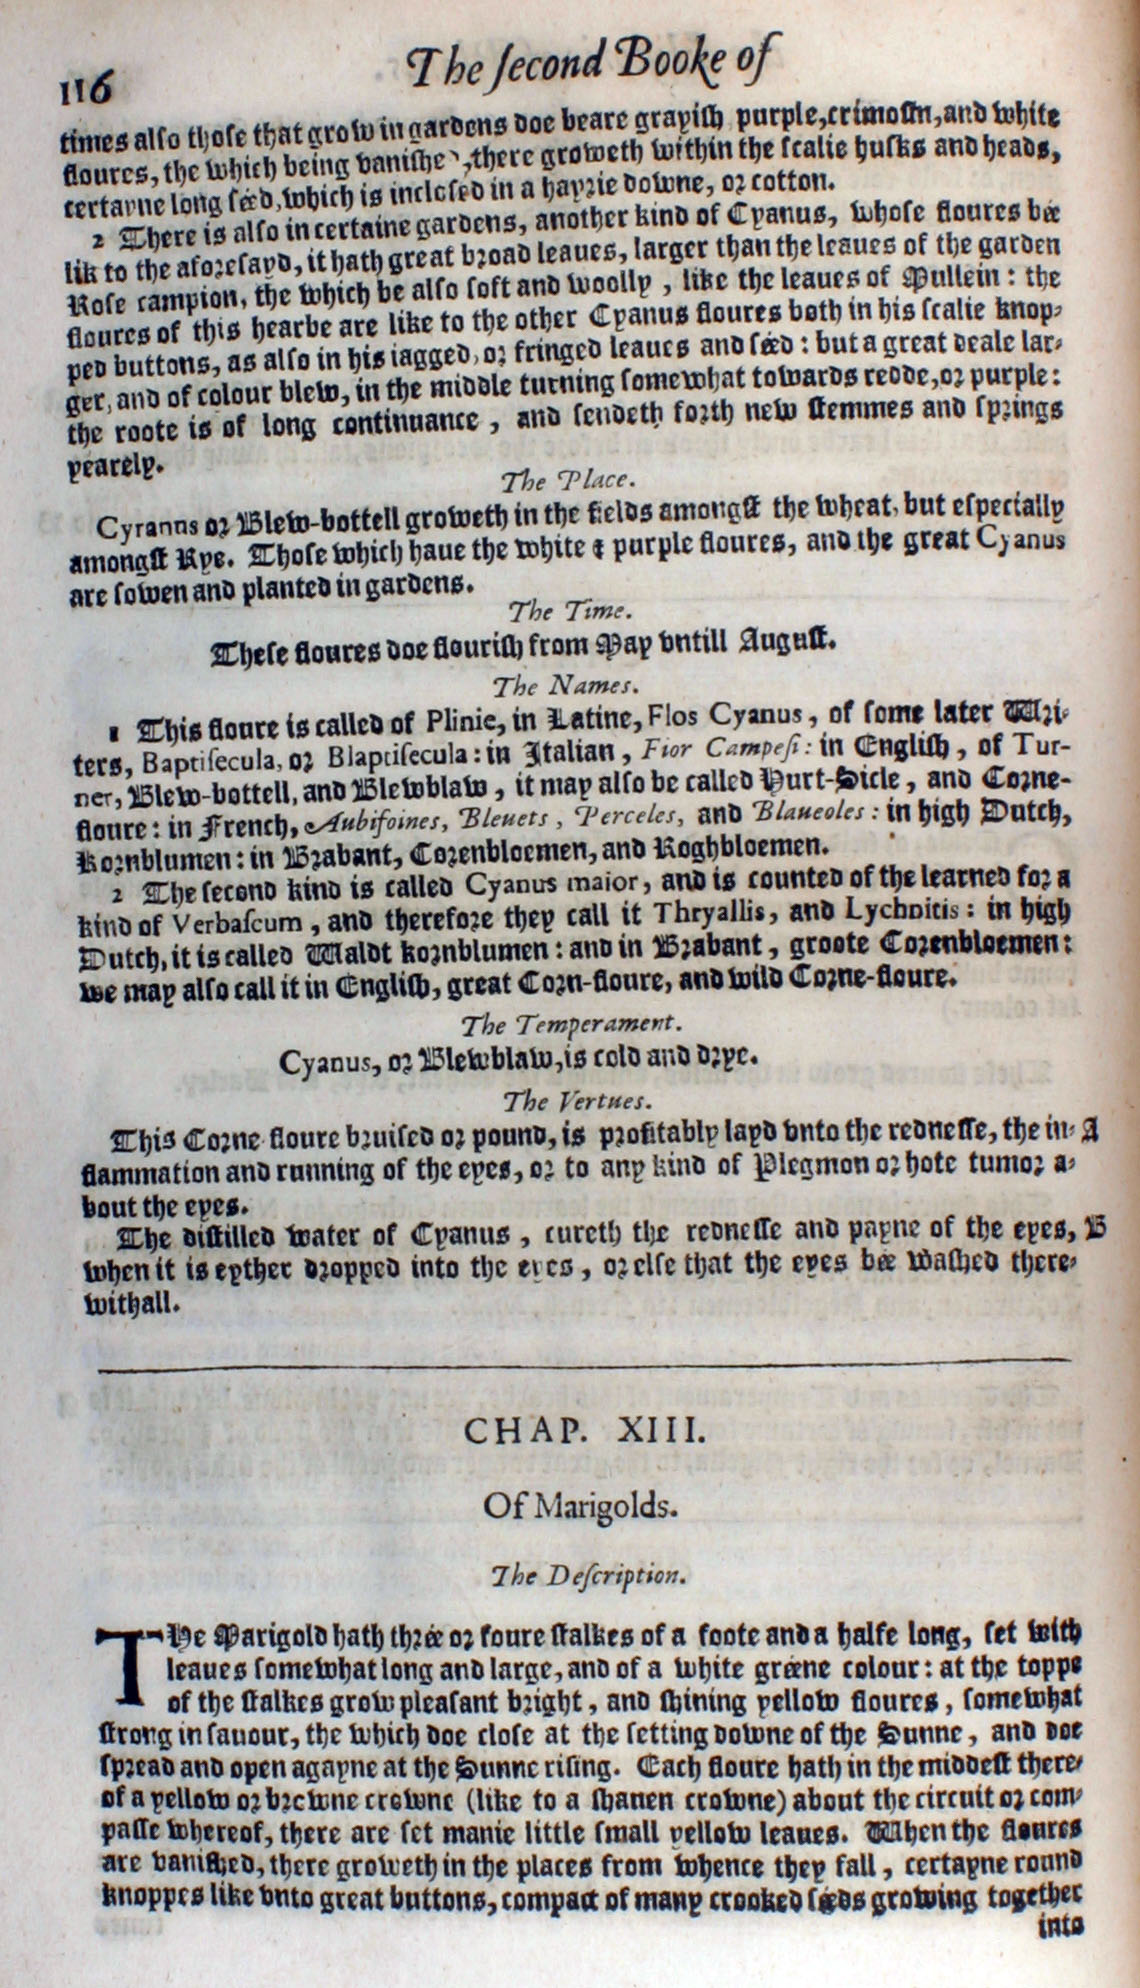 116
The ſecond Booke of
times alſo thoſe that grow in gardens doe beare grayiſh purple, crimoſin, and white
floures, the which being vaniſhe , there groweth within the ſcalie huſks and heads,
certayne long ſeed, which is incloſed in a hayrie downe, or cotton.
2 There is alſo in certaine gardens, another kind of Cyanus, whoſe floures bee
lik to the aforeſayd, it hath great broad leaues, larger than the leaues of the garden
Roſe campion, the which be alſo ſoft and woolly , like the leaues of Mullein : the
floures of this hearbe are like to the other Cyanus floures both in his ſcalie knop-
ped buttons, as alſo in his iagged, or fringed leaues and ſeed : but a great deale lar-
ger, and of colour blew, in the middle turning ſomewhat towards redde, or purple :
the roote is of long continuance , and ſendeth forth new ſtemmes and ſprings
yearely.
The Place.
Cyranns or Blew-bottell groweth in the fields amongſt the wheat, but eſpecially
amongſt Rye. Thoſe which haue the white & purple floures, and the great Cyanus
are ſowen and planted in gardens.
The Time.
Theſe floures doe flouriſh from May vntill Auguſt.
The Names.
1 This floure is called of Plinie, in Latine, Flos Cyanus, of ſome later Wri-
ters, Baptiſecula, or Blaptiſecula : in Italian , Fior Campeſi : in Engliſh , of Tur-
ner, Blew-bottell, and Blewblaw , it may alſo be called Hurt-Sicle , and Corne-
floure : in French, Aubifoines, Bleuets , Perceles, and Blaueoles : in high Dutch,
Kornblumen : in Brabant, Corenbloemen, and Roghbloemen.
2 The ſecond kind is called Cyanus maior, and is counted of the learned for a
kind of Verbaſcum , and therefore they call it Thryallis, and Lychnitis : in high
Dutch, it is called Waldt kornblumen : and in Brabant , groote Corenbloemen :
we may alſo call it in Engliſh, great Corn-floure, and wild Corne-floure.
The Temperament.
Cyanus, or Blewblaw, is cold and drye.
The Vertues.
This Corne floure bruiſed or pound, is profitably layd vnto the redneſſe, the in- A
flammation and running of the eyes, or to any kind of Plegmon or hote tumor a-
bout the eyes.
The diſtilled water of Cyanus , cureth the redneſſe and payne of the eyes, B
when it is eyther dropped into the eyes , or elſe that the eyes bee waſhed there-
withall.
CHAP. XIII.
Of Marigolds.
The Deſcription.
THe Marigold hath three or foure ſtalkes of a foote and a halfe long, ſet with
leaues ſomewhat long and large, and of a white greene colour : at the toppe
of the ſtalkes grow pleaſant bright , and ſhining yellow floures , ſomewhat
ſtrong in ſauour, the which doe cloſe at the ſetting downe of the Sunne , and doe
ſpread and open agayne at the Sunne riſing. Each floure hath in the middeſt there-
of a yellow or browne crowne (like to a ſhauen crowne) about the circuit or com-
paſſe whereof, there are ſet manie little ſmall yellow leaues. When the floures
are vaniſhed, there groweth in the places from whence they fall , certayne round
knoppes like vnto great buttons, compact of many crooked ſeeds growing together
into